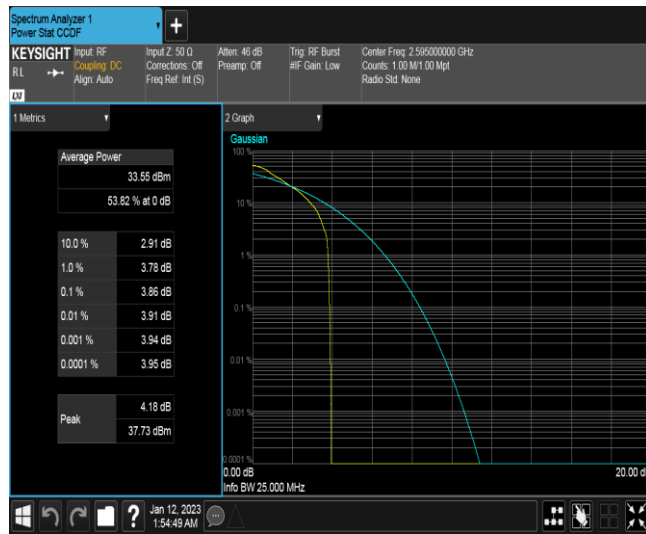 Spectrum Analyzer 1
Power Stat CCDF
+
KEYSIGHT
RL
LXI
Input: RF
Coupling: DC
Align: Auto
Input Z: 50 Ω
Corrections: Off
Freq Ref: Int (S)
Atten: 46 dB
Preamp: Off
Trig: RF Burst
#IF Gain: Low
Center Freq: 2.595000000 GHz
Counts: 1.00 M/1.00 Mpt
Radio Std: None
1 Metrics
Average Power
33.55 dBm
53.82 % at 0 dB
10.0 % 2.91 dB
1.0 % 3.78 dB
0.1 % 3.86 dB
0.01 % 3.91 dB
0.001 % 3.94 dB
0.0001 % 3.95 dB
Peak
4.18 dB
37.73 dBm
2 Graph
Gaussian
100 %
10 %
1 %
0.1 %
0.01 %
0.001 %
0.0001 %
0.00 dB 20.00 d
Info BW 25.000 MHz
?
Jan 12, 2023
1:54:49 AM